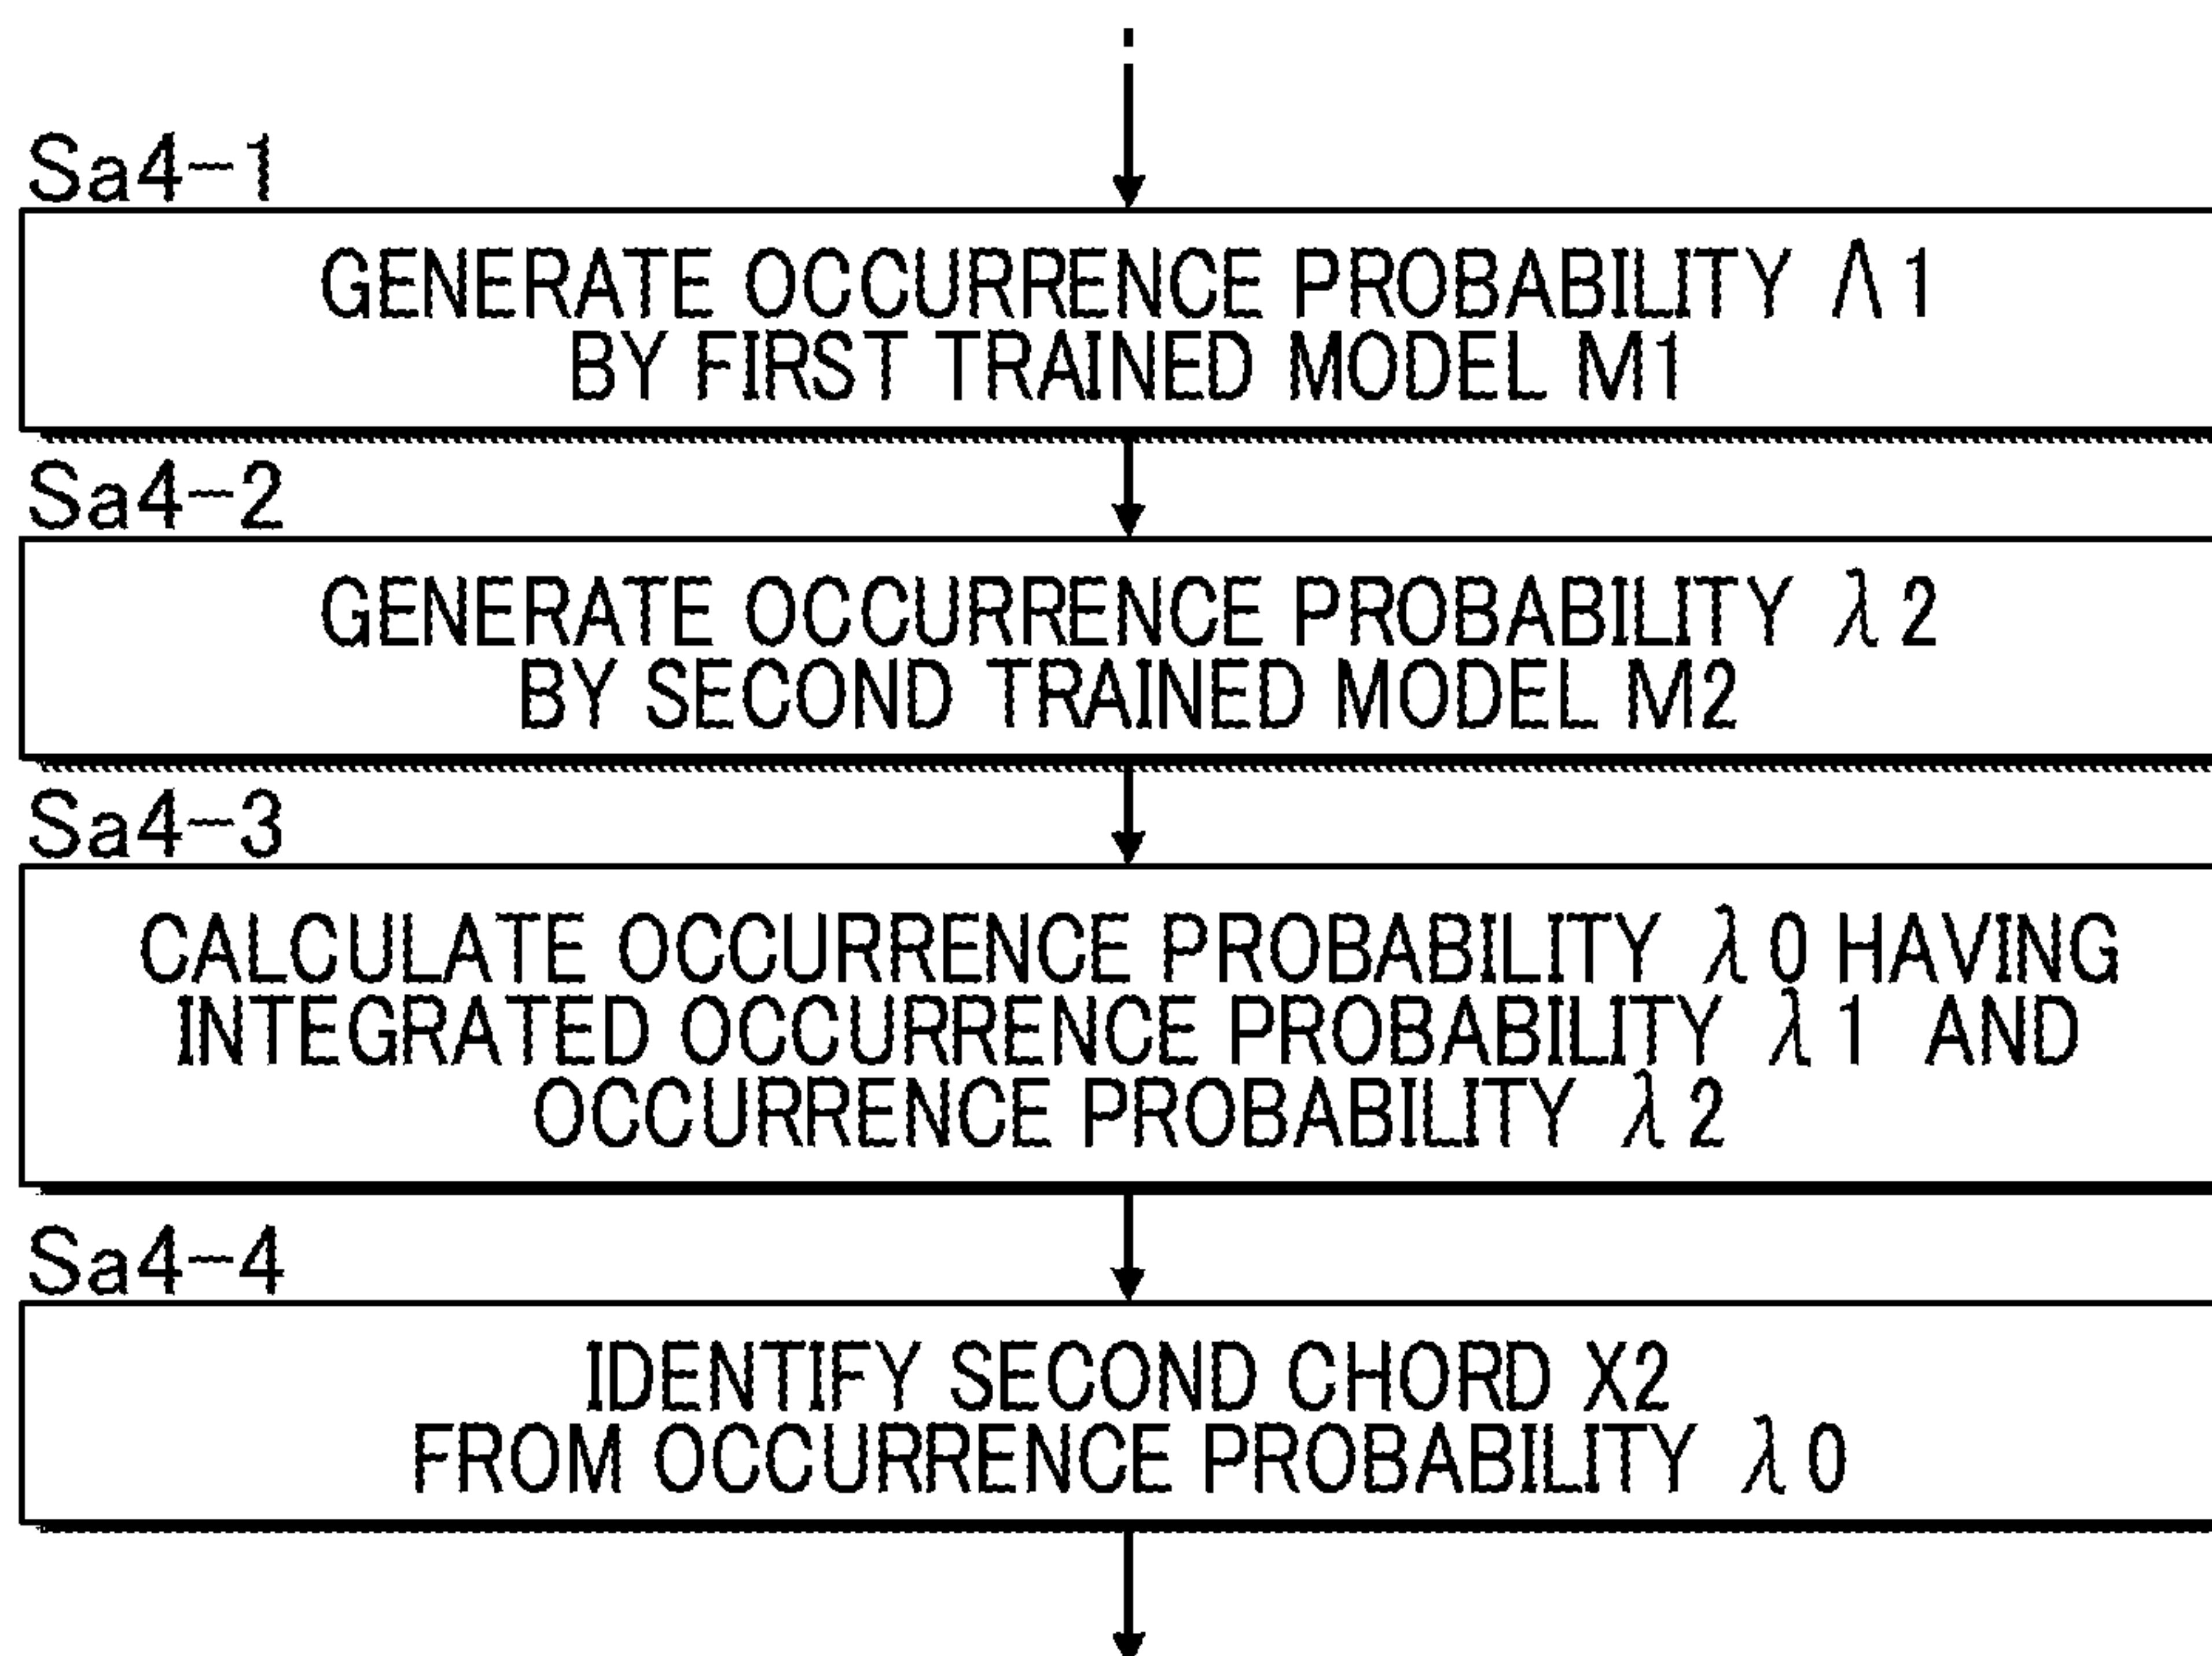 Sa4-1
GENERATE OCCURRENCE PROBABILITY Λ1
BY FIRST TRAINED MODEL M1
Sa4-2
GENERATE OCCURRENCE PROBABILITY λ2
BY SECOND TRAINED MODEL M2
Sa4-3
CALCULATE OCCURRENCE PROBABILITY λ0 HAVING
INTEGRATED OCCURRENCE PROBABILITY λ1 AND
OCCURRENCE PROBABILITY λ2
Sa4-4
IDENTIFY SECOND CHORD X2
FROM OCCURRENCE PROBABILITY λ0